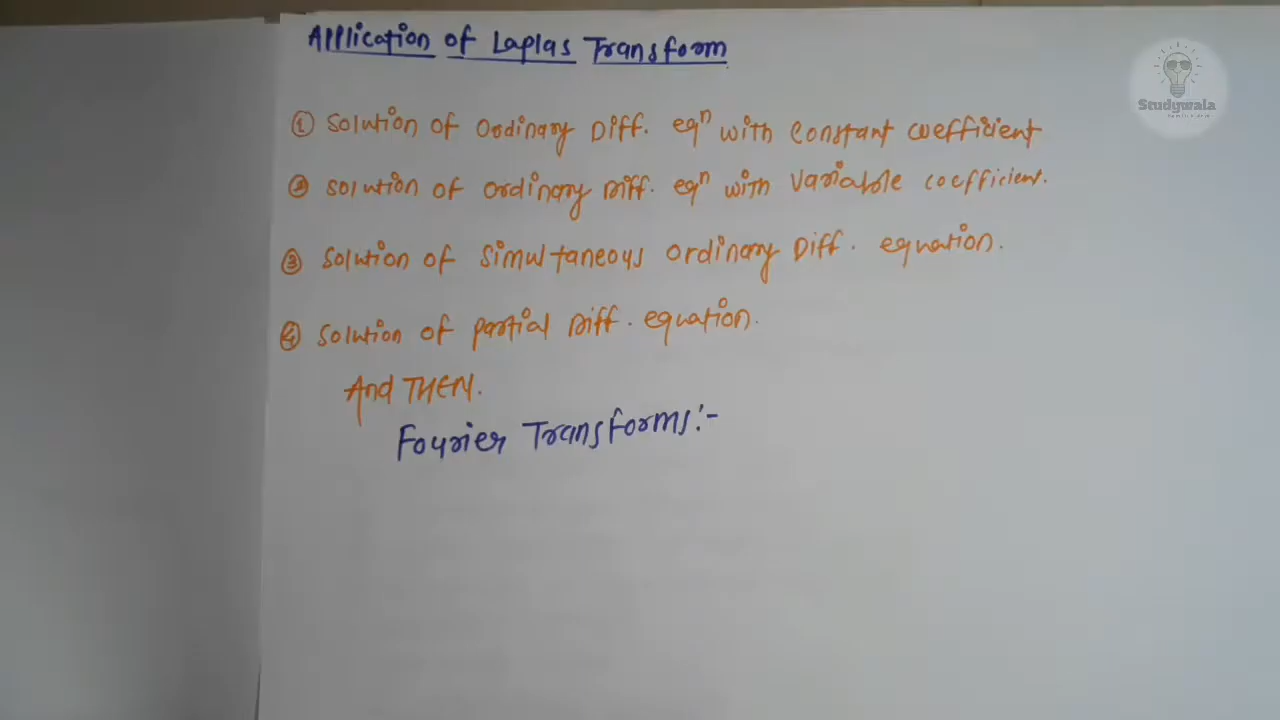 Application of Laplas Transform
① Solution of Ordinary Diff. eqⁿ with Constant coefficient
② Solution of ordinary Diff. eqⁿ with Variable coefficient.
③ Solution of Simultaneous Ordinary Diff. equation.
④ Solution of partial Diff. equation.
And THEN.
Fourier Transforms:-
Studywala